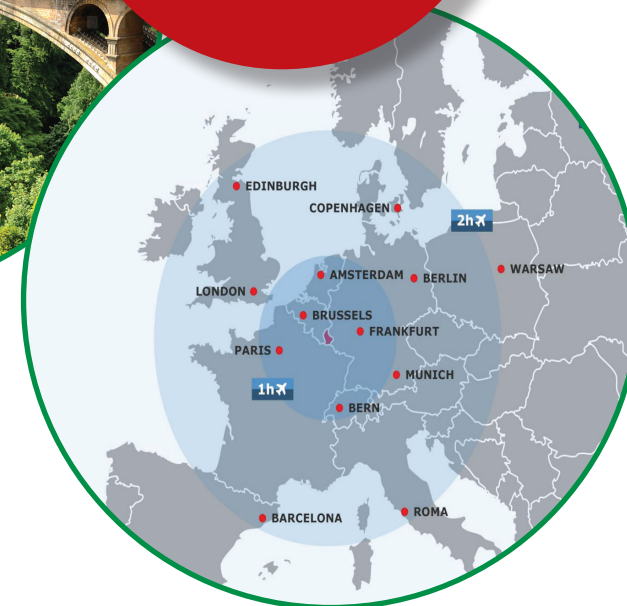 EDINBURGH
COPENHAGEN
2h
WARSAW
AMSTERDAM
BERLIN
LONDON
BRUSSELS
FRANKFURT
PARIS
MUNICH
1h
BERN
BARCELONA
ROMA